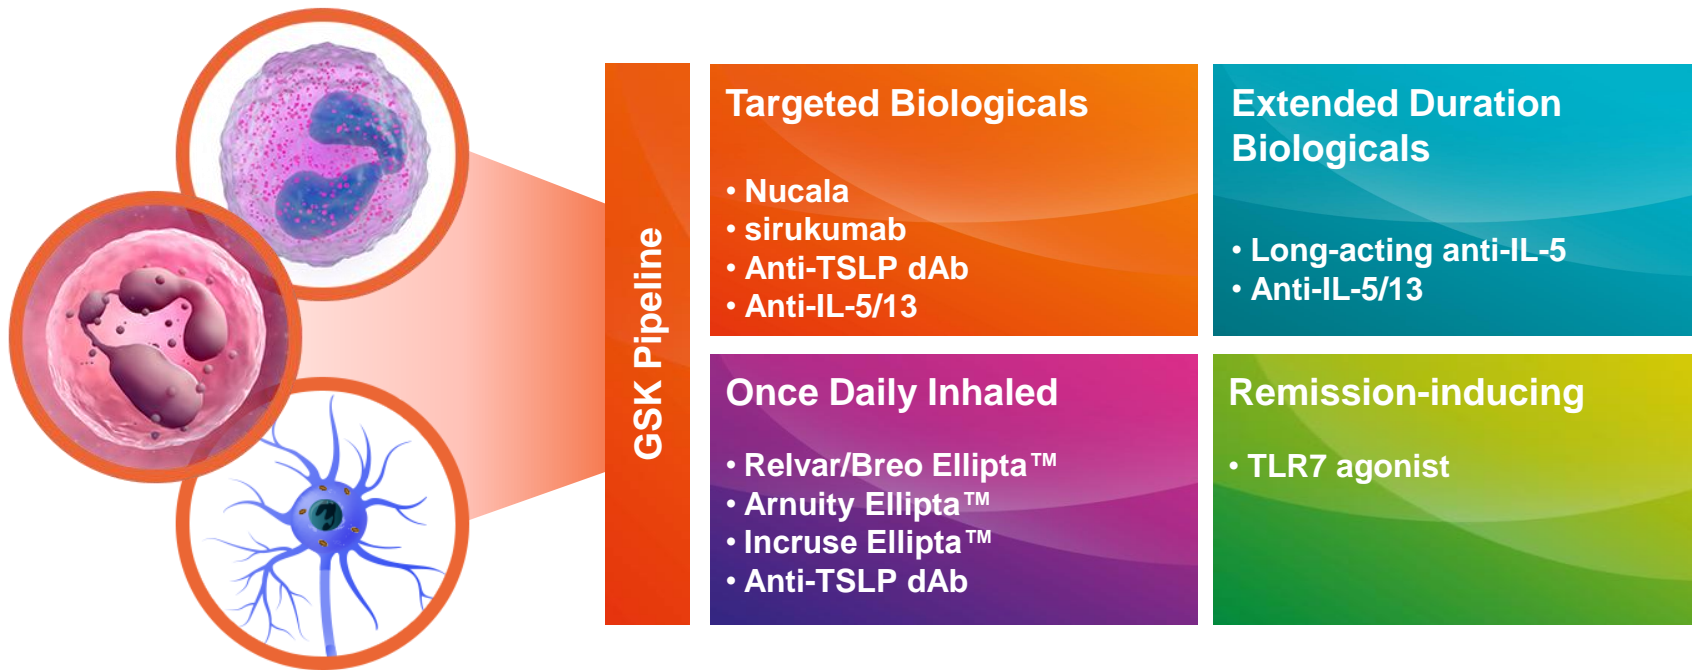 GSK Pipeline
Targeted Biologicals
• Nucala
• sirukumab
• Anti-TSLP dAb
• Anti-IL-5/13
Extended Duration
Biologicals
• Long-acting anti-IL-5
• Anti-IL-5/13
Once Daily Inhaled
• Relvar/Breo Ellipta™
• Arnuity Ellipta™
• Incruse Ellipta™
• Anti-TSLP dAb
Remission-inducing
• TLR7 agonist